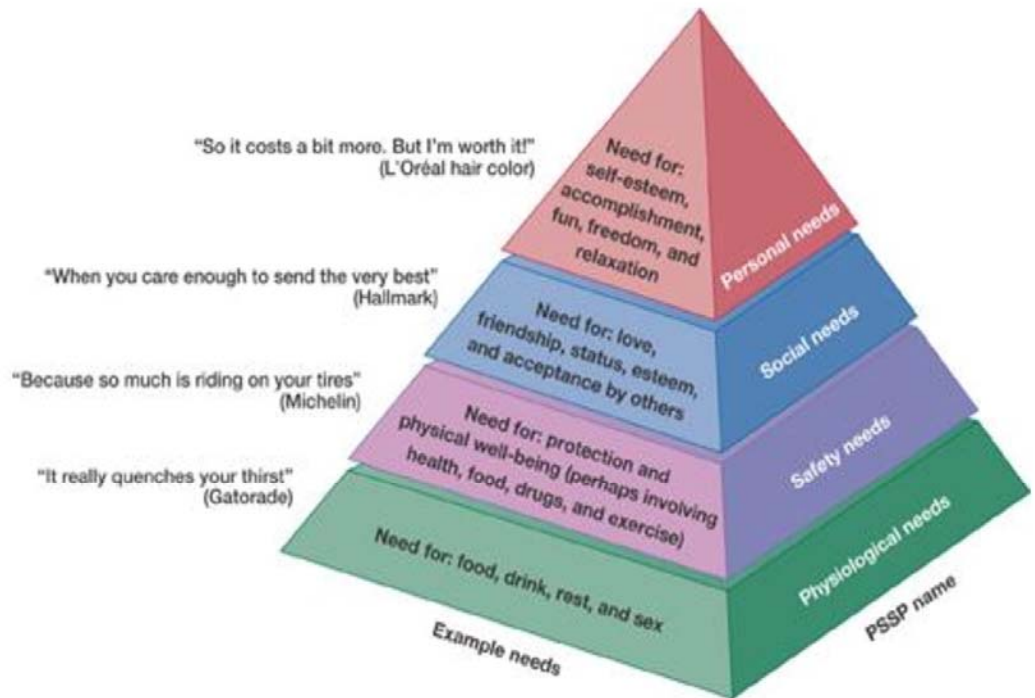 “So it costs a bit more. But I’m worth it!”
(L’Oréal hair color)
Need for:
self-esteem,
accomplishment,
fun, freedom, and
relaxation
Personal needs
“When you care enough to send the very best”
(Hallmark)
Need for: love,
friendship, status, esteem,
and acceptance by others
Social needs
“Because so much is riding on your tires”
(Michelin)
Need for: protection and
physical well-being (perhaps involving
health, food, drugs, and exercise)
Safety needs
“It really quenches your thirst”
(Gatorade)
Need for: food, drink, rest, and sex
Physiological needs
Example needs
PSSP name